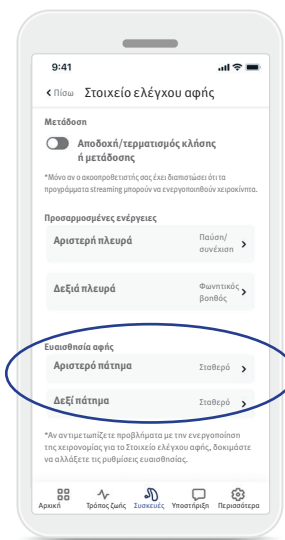 9:41
Πίσω Στοιχείο ελέγχου αφής
Μετάδοση
Αποδοχή/τερματισμός κλήσης
ή μετάδοσης
*Μόνο αν ο ακοοπροθετιστής σας έχει διαπιστώσει ότι τα
προγράμματα streaming μπορούν να ενεργοποιηθούν χειροκίνητα.
Προσαρμοσμένες ενέργειες
Αριστερή πλευρά Παύση/
συνέχιση
Δεξιά πλευρά Φωνητικός
βοηθός
Ευαισθησία αφής
Αριστερό πάτημα Σταθερό
Δεξί πάτημα Σταθερό
*Αν αντιμετωπίζετε προβλήματα με την ενεργοποίηση
της χειρονομίας για το Στοιχείο ελέγχου αφής, δοκιμάστε
να αλλάξετε τις ρυθμίσεις ευαισθησίας.
Αρχική Τρόπος ζωής Συσκευές Υποστήριξη Περισσότερα